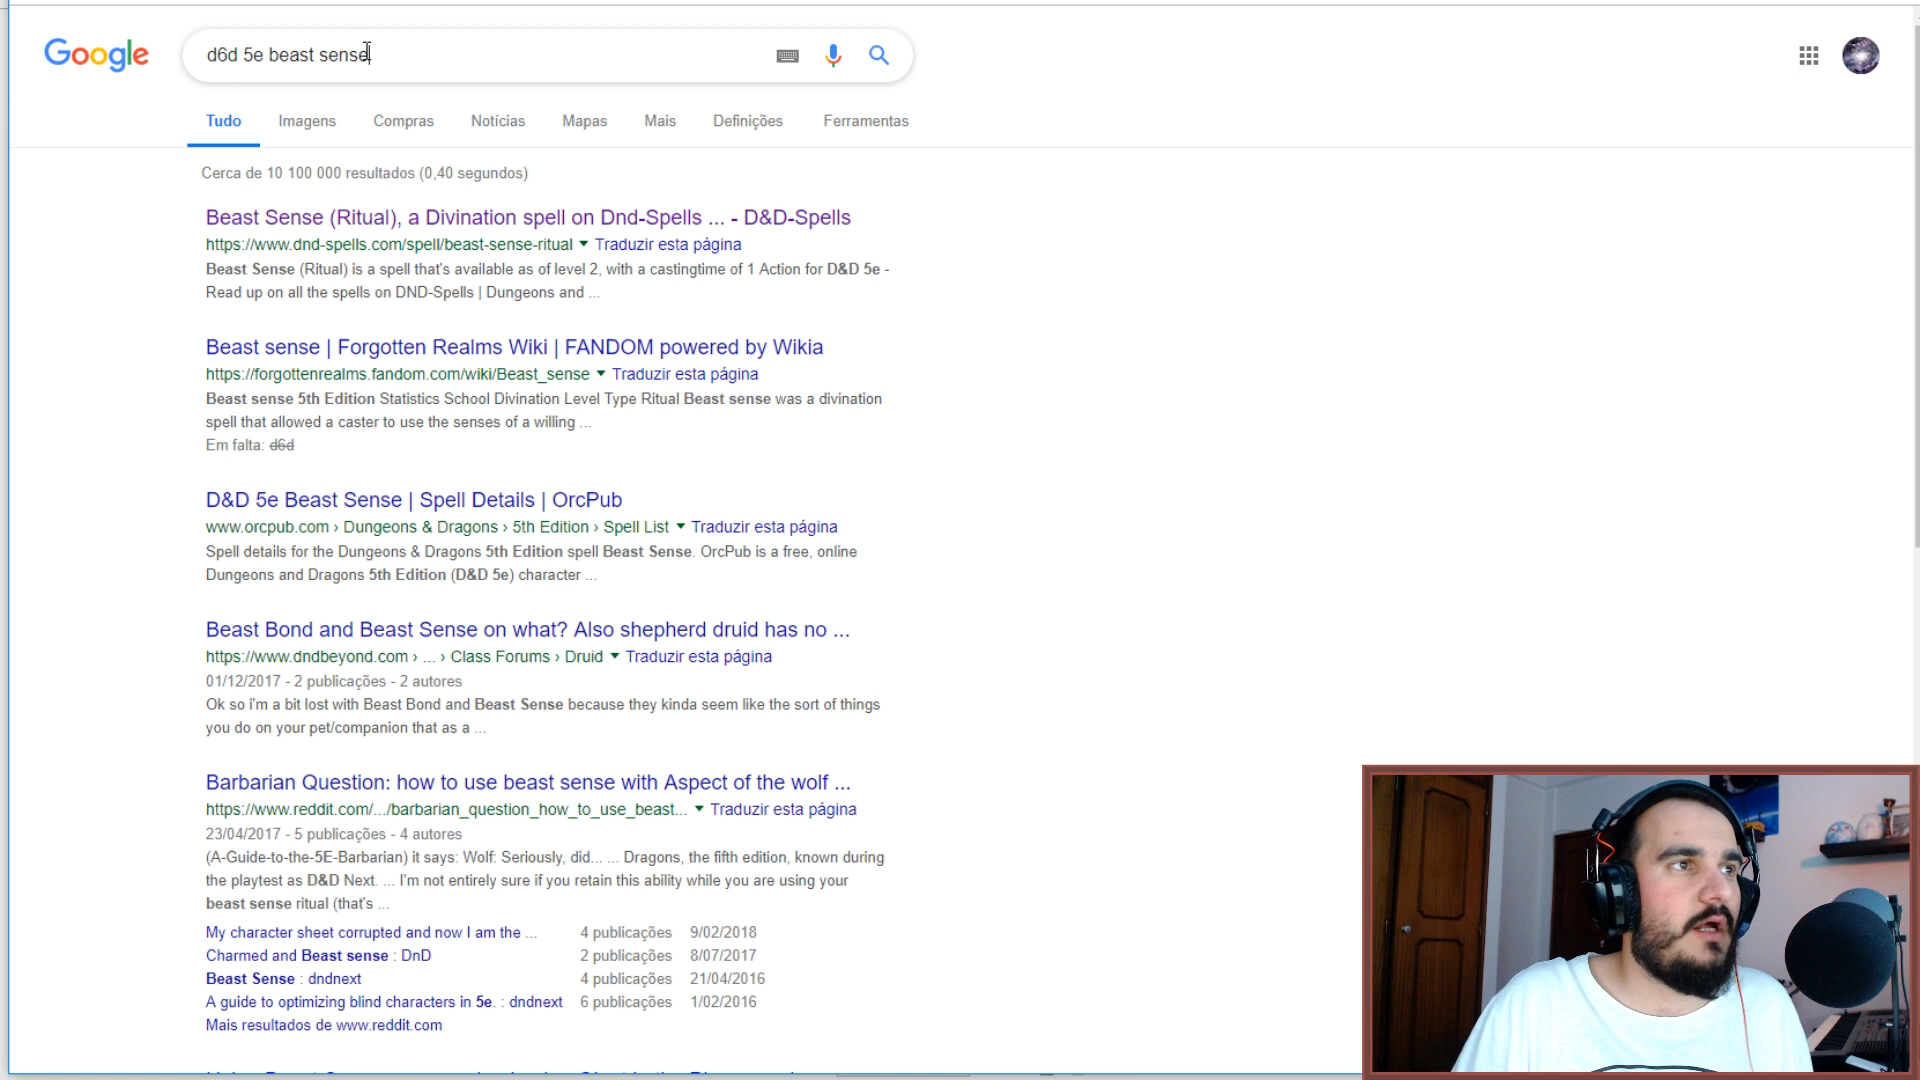 Google
d6d 5e beast sense
Tudo Imagens Compras Notícias Mapas Mais Definições Ferramentas
Cerca de 10 100 000 resultados (0,40 segundos)
Beast Sense (Ritual), a Divination spell on Dnd-Spells ... - D&D-Spells
https://www.dnd-spells.com/spell/beast-sense-ritual Traduzir esta página
Beast Sense (Ritual) is a spell that's available as of level 2, with a castingtime of 1 Action for D&D 5e -
Read up on all the spells on DND-Spells | Dungeons and ...
Beast sense | Forgotten Realms Wiki | FANDOM powered by Wikia
https://forgottenrealms.fandom.com/wiki/Beast_sense Traduzir esta página
Beast sense 5th Edition Statistics School Divination Level Type Ritual Beast sense was a divination
spell that allowed a caster to use the senses of a willing ...
Em falta: d6d
D&D 5e Beast Sense | Spell Details | OrcPub
www.orcpub.com › Dungeons & Dragons › 5th Edition › Spell List Traduzir esta página
Spell details for the Dungeons & Dragons 5th Edition spell Beast Sense. OrcPub is a free, online
Dungeons and Dragons 5th Edition (D&D 5e) character ...
Beast Bond and Beast Sense on what? Also shepherd druid has no ...
https://www.dndbeyond.com › ... › Class Forums › Druid Traduzir esta página
01/12/2017 - 2 publicações - 2 autores
Ok so i'm a bit lost with Beast Bond and Beast Sense because they kinda seem like the sort of things
you do on your pet/companion that as a ...
Barbarian Question: how to use beast sense with Aspect of the wolf ...
https://www.reddit.com/.../barbarian_question_how_to_use_beast... Traduzir esta página
23/04/2017 - 5 publicações - 4 autores
(A-Guide-to-the-5E-Barbarian) it says: Wolf: Seriously, did... ... Dragons, the fifth edition, known during
the playtest as D&D Next. ... I'm not entirely sure if you retain this ability while you are using your
beast sense ritual (that's ...
My character sheet corrupted and now I am the ... 4 publicações 9/02/2018
Charmed and Beast sense : DnD 2 publicações 8/07/2017
Beast Sense : dndnext 4 publicações 21/04/2016
A guide to optimizing blind characters in 5e. : dndnext 6 publicações 1/02/2016
Mais resultados de www.reddit.com